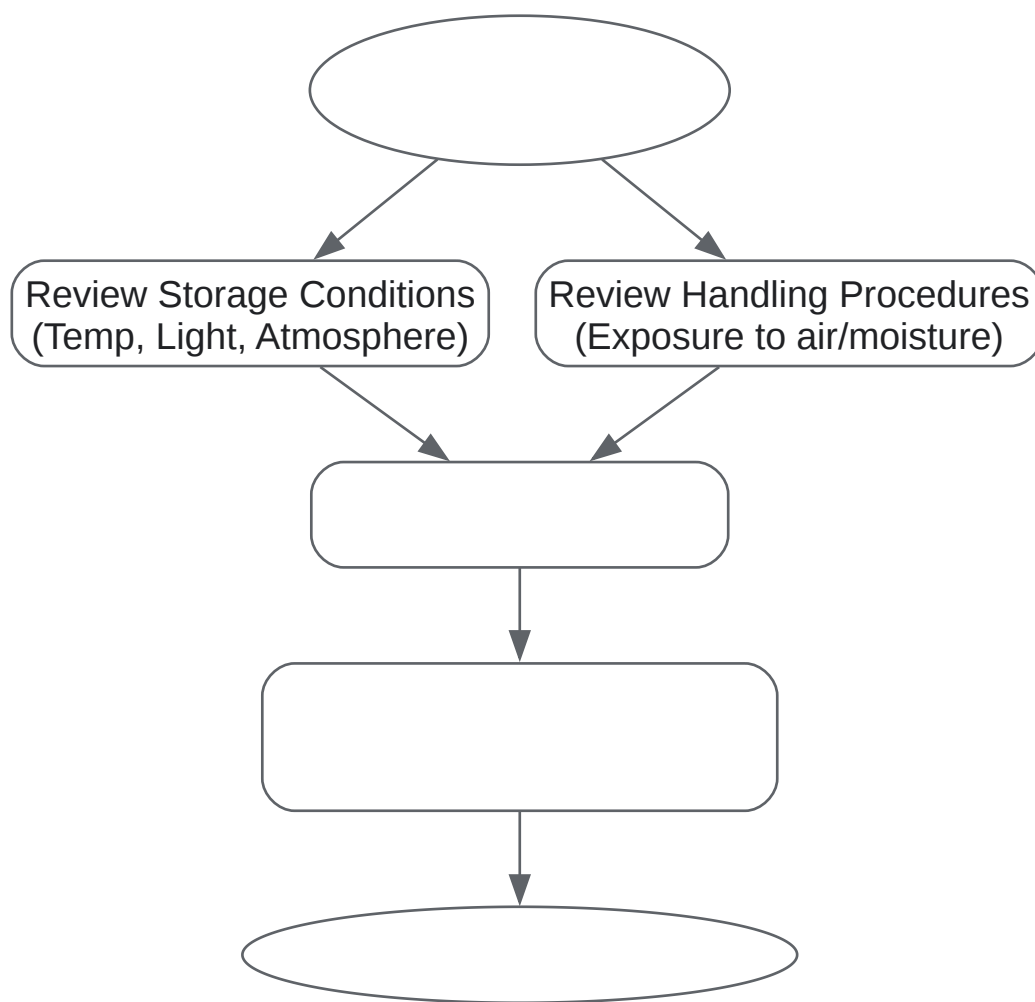 Review Storage Conditions
(Temp, Light, Atmosphere)
Review Handling Procedures
(Exposure to air/moisture)